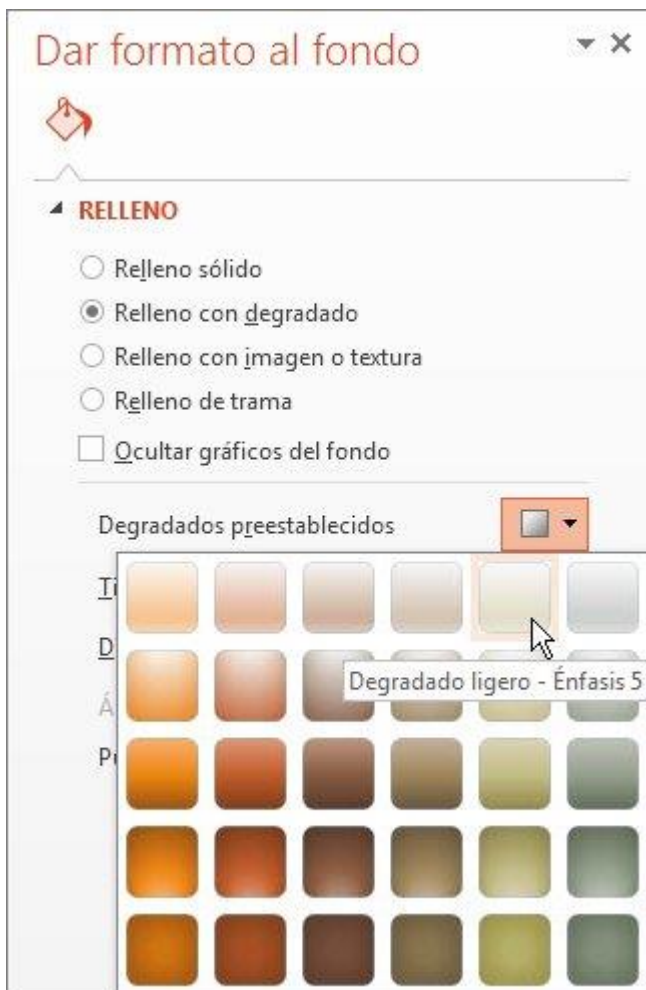 Dar formato al fondo
RELLENO
Relleno sólido
Relleno con degradado
Relleno con imagen o textura
Relleno de trama
Ocultar gráficos del fondo
Degradados preestablecidos
Ti
D
Degradado ligero - Énfasis 5
Á